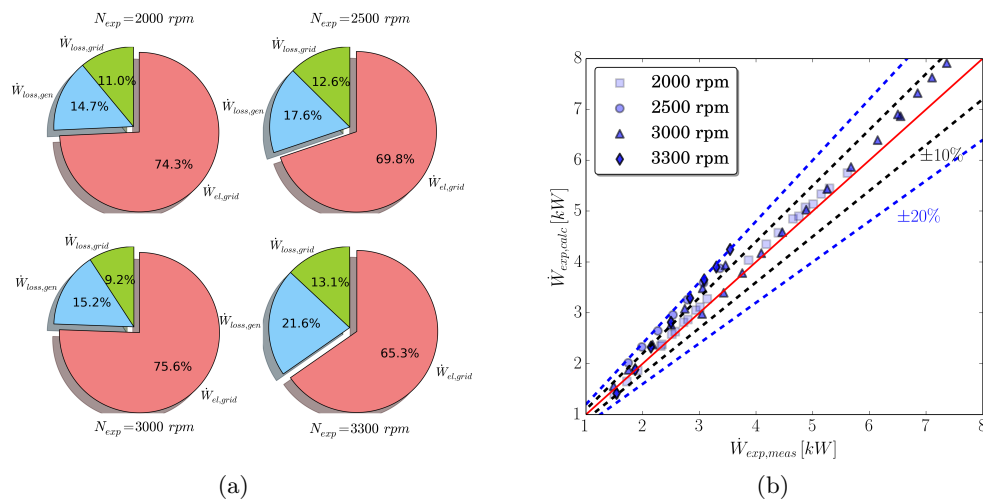 N_exp=2000 rpm
Ẇ_loss,grid
11.0%
Ẇ_loss,gen
14.7%
74.3%
Ẇ_el,grid
N_exp=2500 rpm
Ẇ_loss,grid
12.6%
Ẇ_loss,gen
17.6%
69.8%
Ẇ_el,grid
Ẇ_loss,grid
9.2%
Ẇ_loss,gen
15.2%
75.6%
Ẇ_el,grid
N_exp=3000 rpm
Ẇ_loss,grid
13.1%
Ẇ_loss,gen
21.6%
65.3%
Ẇ_el,grid
N_exp=3300 rpm
(a)
Ẇ_exp,calc [kW]
8
7
6
5
4
3
2
1
2000 rpm
2500 rpm
3000 rpm
3300 rpm
±10%
±20%
1 2 3 4 5 6 7 8
Ẇ_exp,meas [kW]
(b)